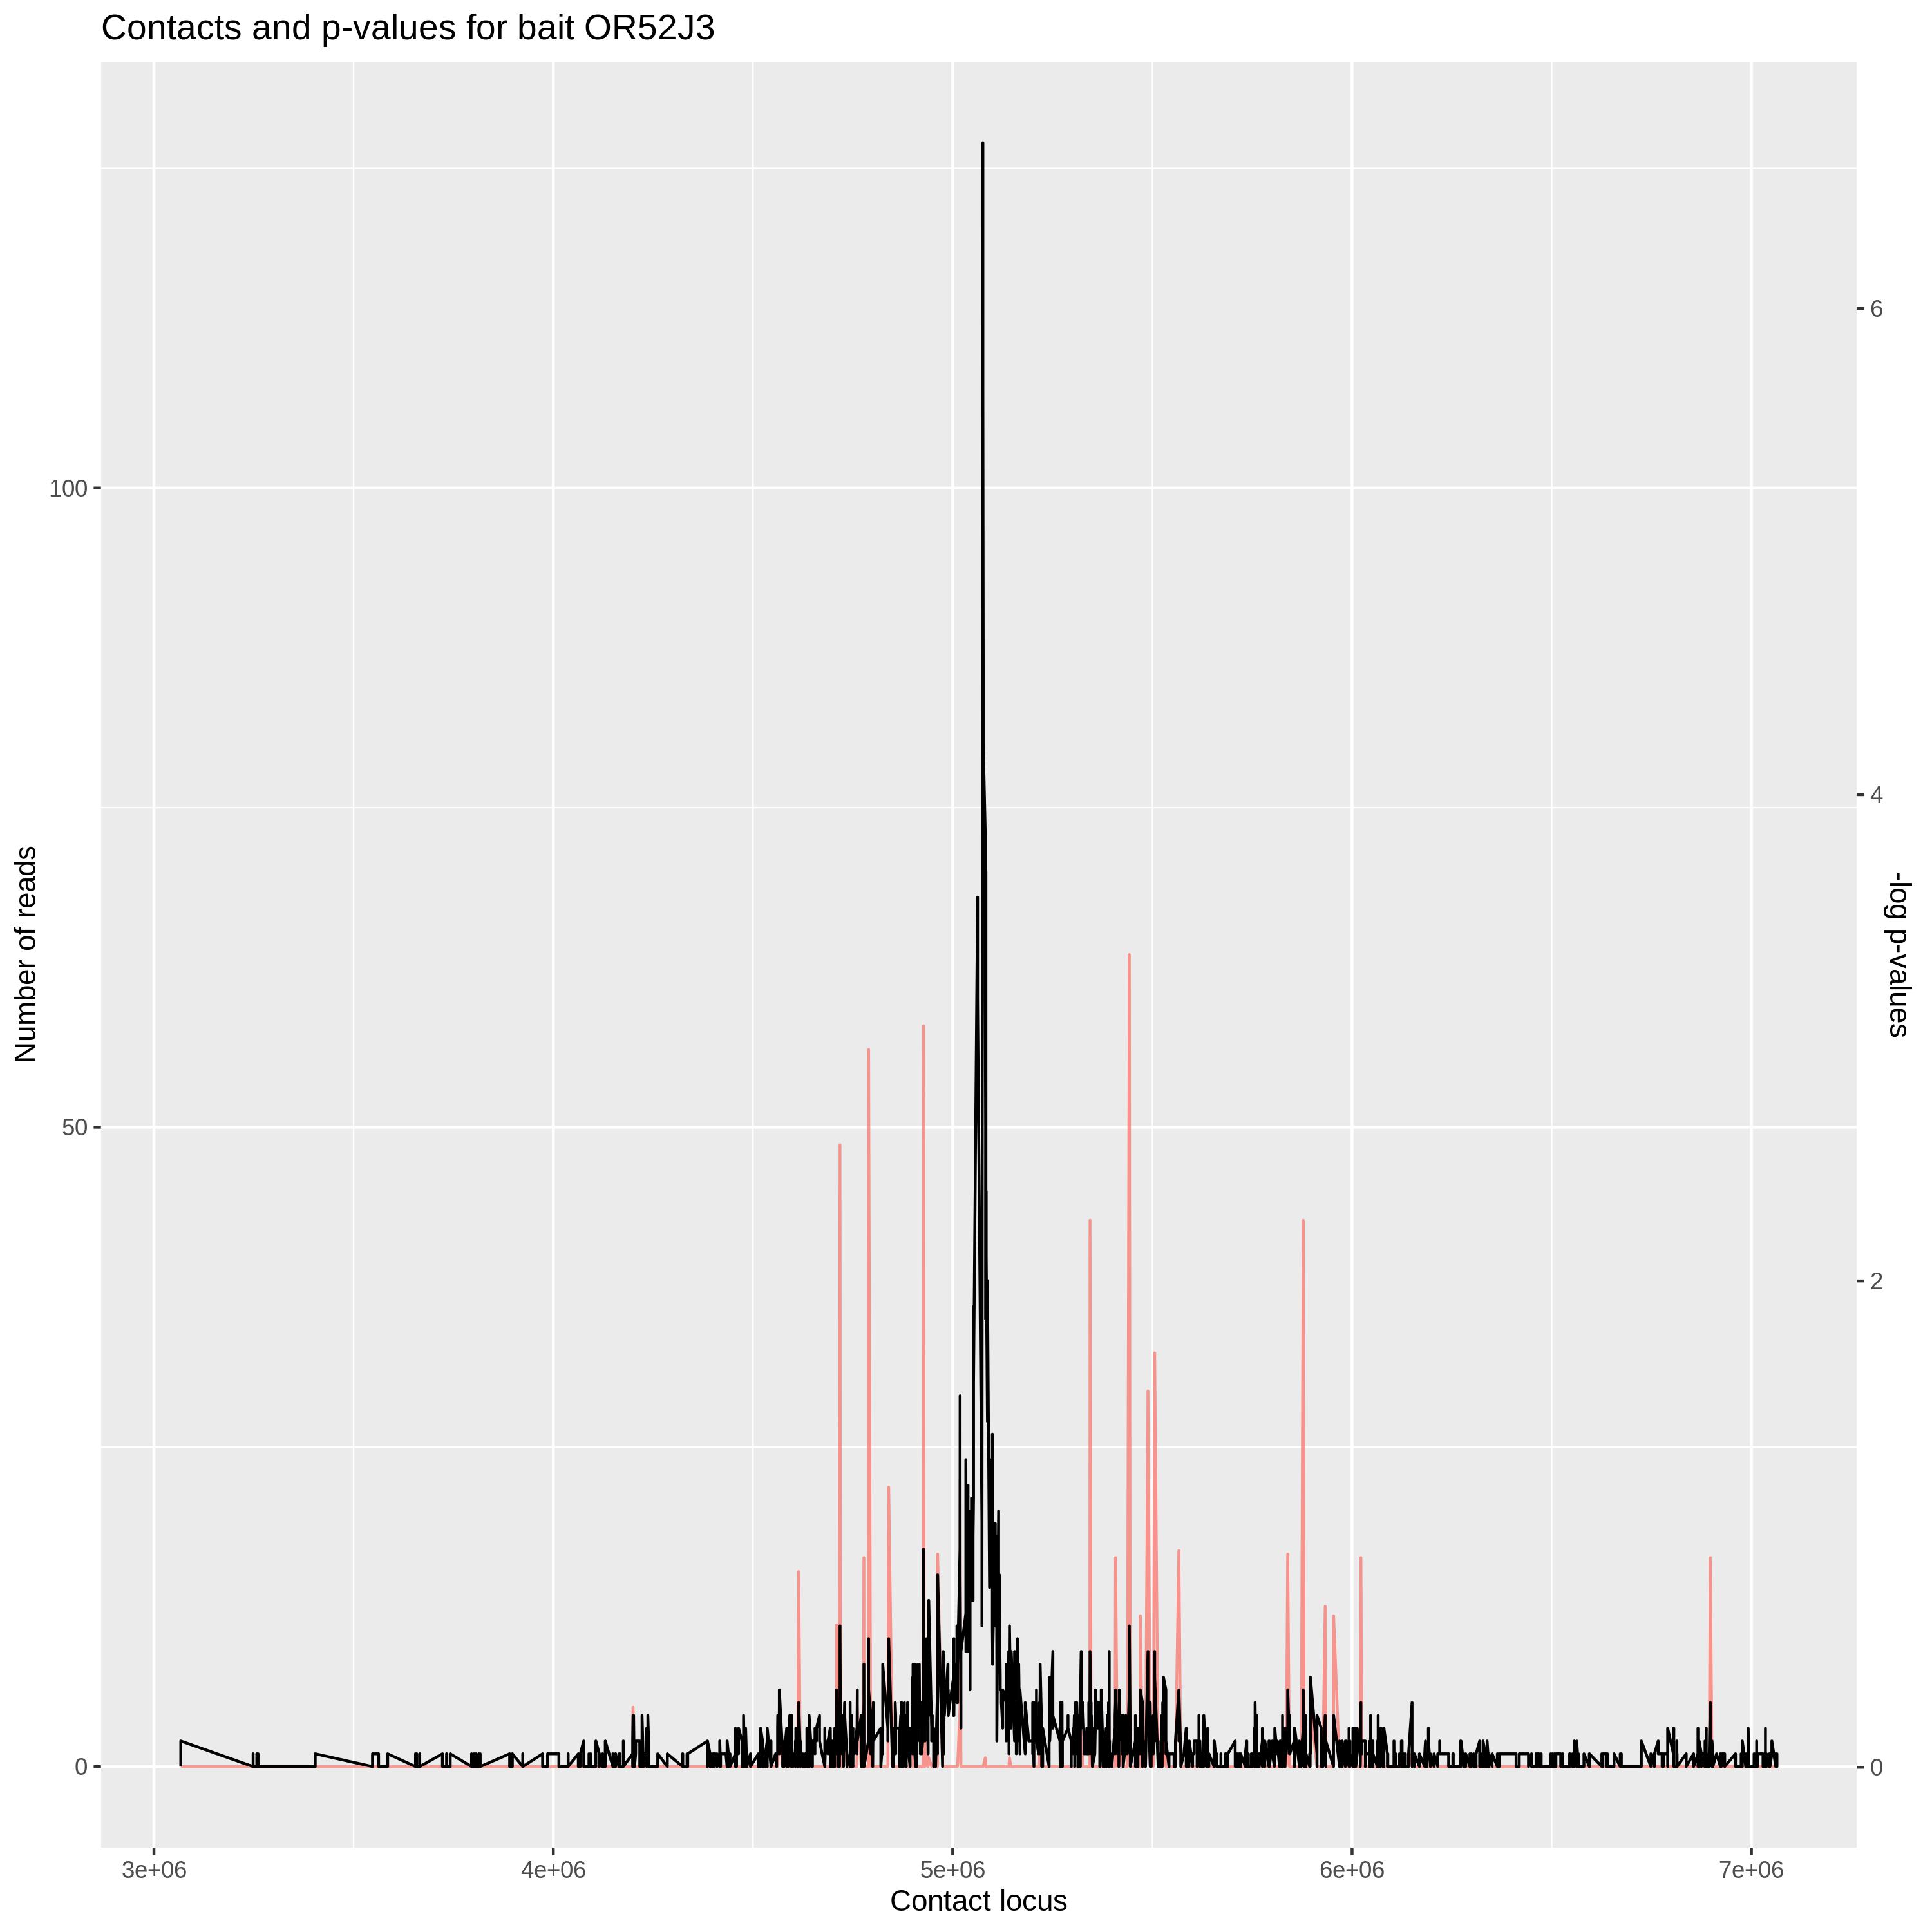 Contacts and p-values for bait OR52J3
Number of reads
100
50
0
6
4
2
0
-log p-values
3e+06
4e+06
5e+06
6e+06
7e+06
Contact locus